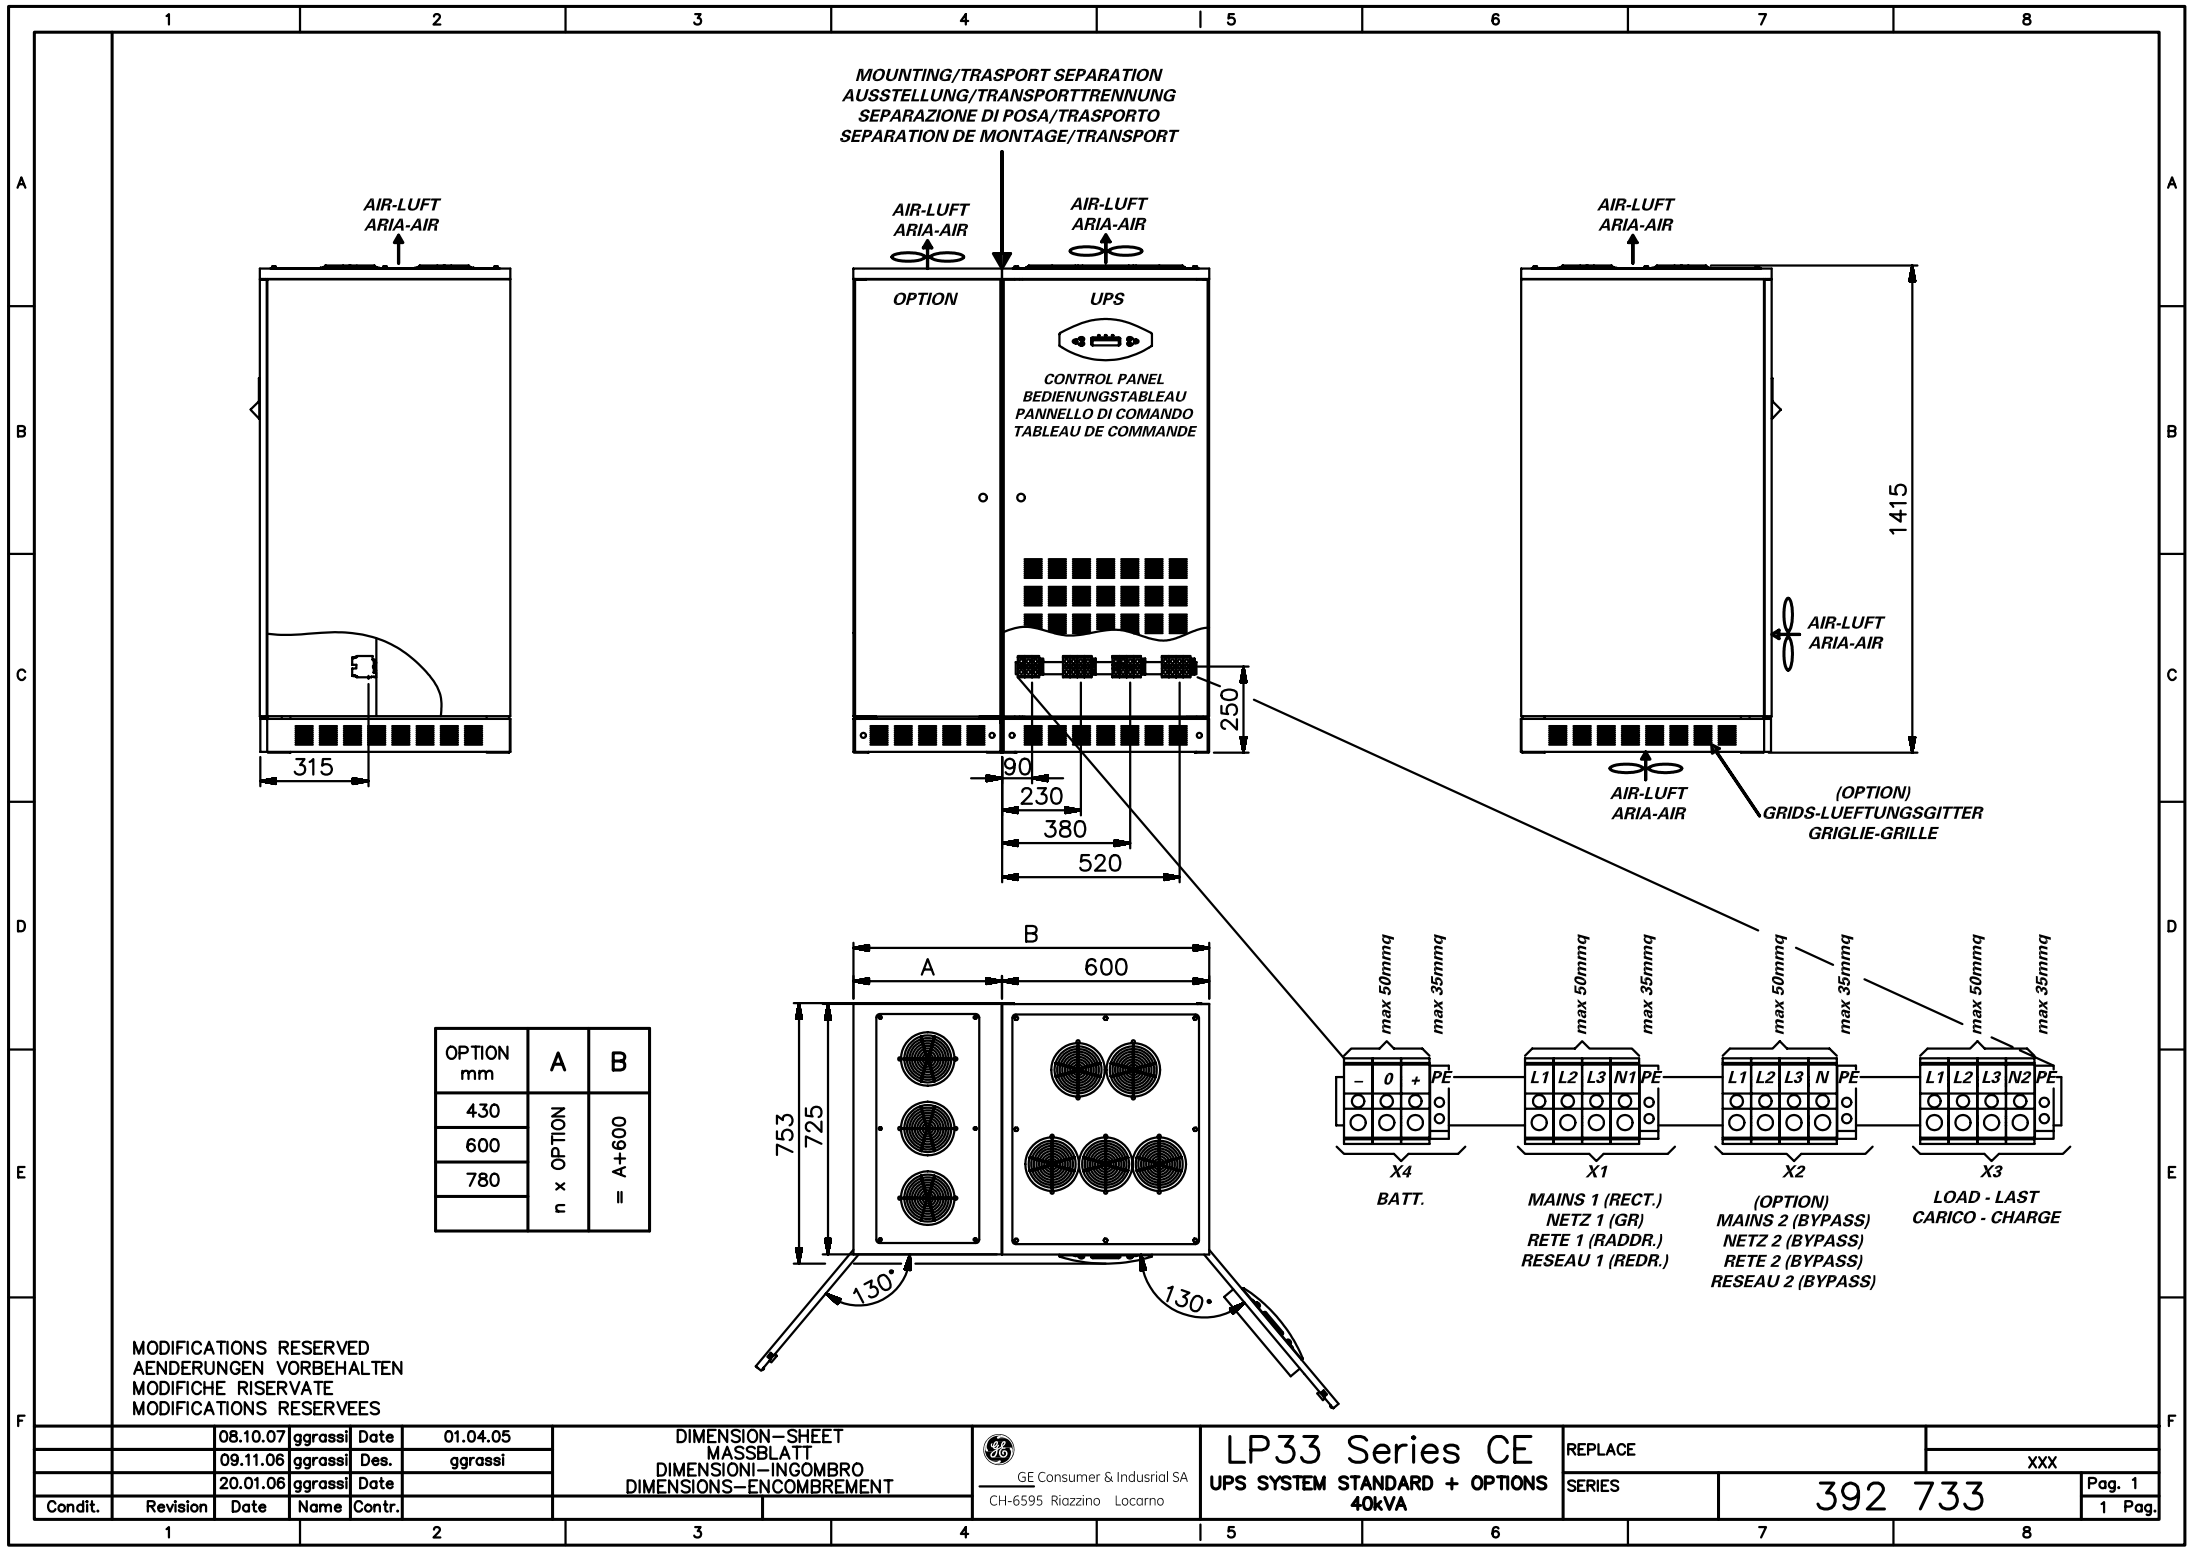 1 2 3 4 5 6 7 8
MOUNTING/TRASPORT SEPARATION
AUSSTELLUNG/TRANSPORTTRENNUNG
SEPARAZIONE DI POSA/TRASPORTO
SEPARATION DE MONTAGE/TRANSPORT
A
A
AIR-LUFT
ARIA-AIR
AIR-LUFT
ARIA-AIR
AIR-LUFT
ARIA-AIR
AIR-LUFT
ARIA-AIR
OPTION
UPS
CONTROL PANEL
BEDIENUNGSTABLEAU
PANNELLO DI COMANDO
TABLEAU DE COMMANDE
B
B
1415
AIR-LUFT
ARIA-AIR
C
C
250
315
90
230
380
520
AIR-LUFT
ARIA-AIR
(OPTION)
GRIDS-LUEFTUNGSGITTER
GRIGLIE-GRILLE
D
D
B
A
600
753
725
130°
130°
OPTION
mm
A
B
430
600
780
n x OPTION
= A+600
max 50mmq
max 35mmq
max 50mmq
max 35mmq
max 50mmq
max 35mmq
max 50mmq
max 35mmq
– 0 + PE
L1 L2 L3 N1 PE
L1 L2 L3 N PE
L1 L2 L3 N2 PE
E
E
X4
BATT.
X1
MAINS 1 (RECT.)
NETZ 1 (GR)
RETE 1 (RADDR.)
RESEAU 1 (REDR.)
X2
(OPTION)
MAINS 2 (BYPASS)
NETZ 2 (BYPASS)
RETE 2 (BYPASS)
RESEAU 2 (BYPASS)
X3
LOAD - LAST
CARICO - CHARGE
MODIFICATIONS RESERVED
AENDERUNGEN VORBEHALTEN
MODIFICHE RISERVATE
MODIFICATIONS RESERVEES
F
F
08.10.07 ggrassi Date 01.04.05
09.11.06 ggrassi Des. ggrassi
20.01.06 ggrassi Date
Condit. Revision Date Name Contr.
DIMENSION-SHEET
MASSBLATT
DIMENSIONI-INGOMBRO
DIMENSIONS-ENCOMBREMENT
GE Consumer & Indusrial SA
CH-6595 Riazzino Locarno
LP33 Series CE
UPS SYSTEM STANDARD + OPTIONS
40kVA
REPLACE
XXX
SERIES
392 733
Pag. 1
1 Pag.
1 2 3 4 5 6 7 8